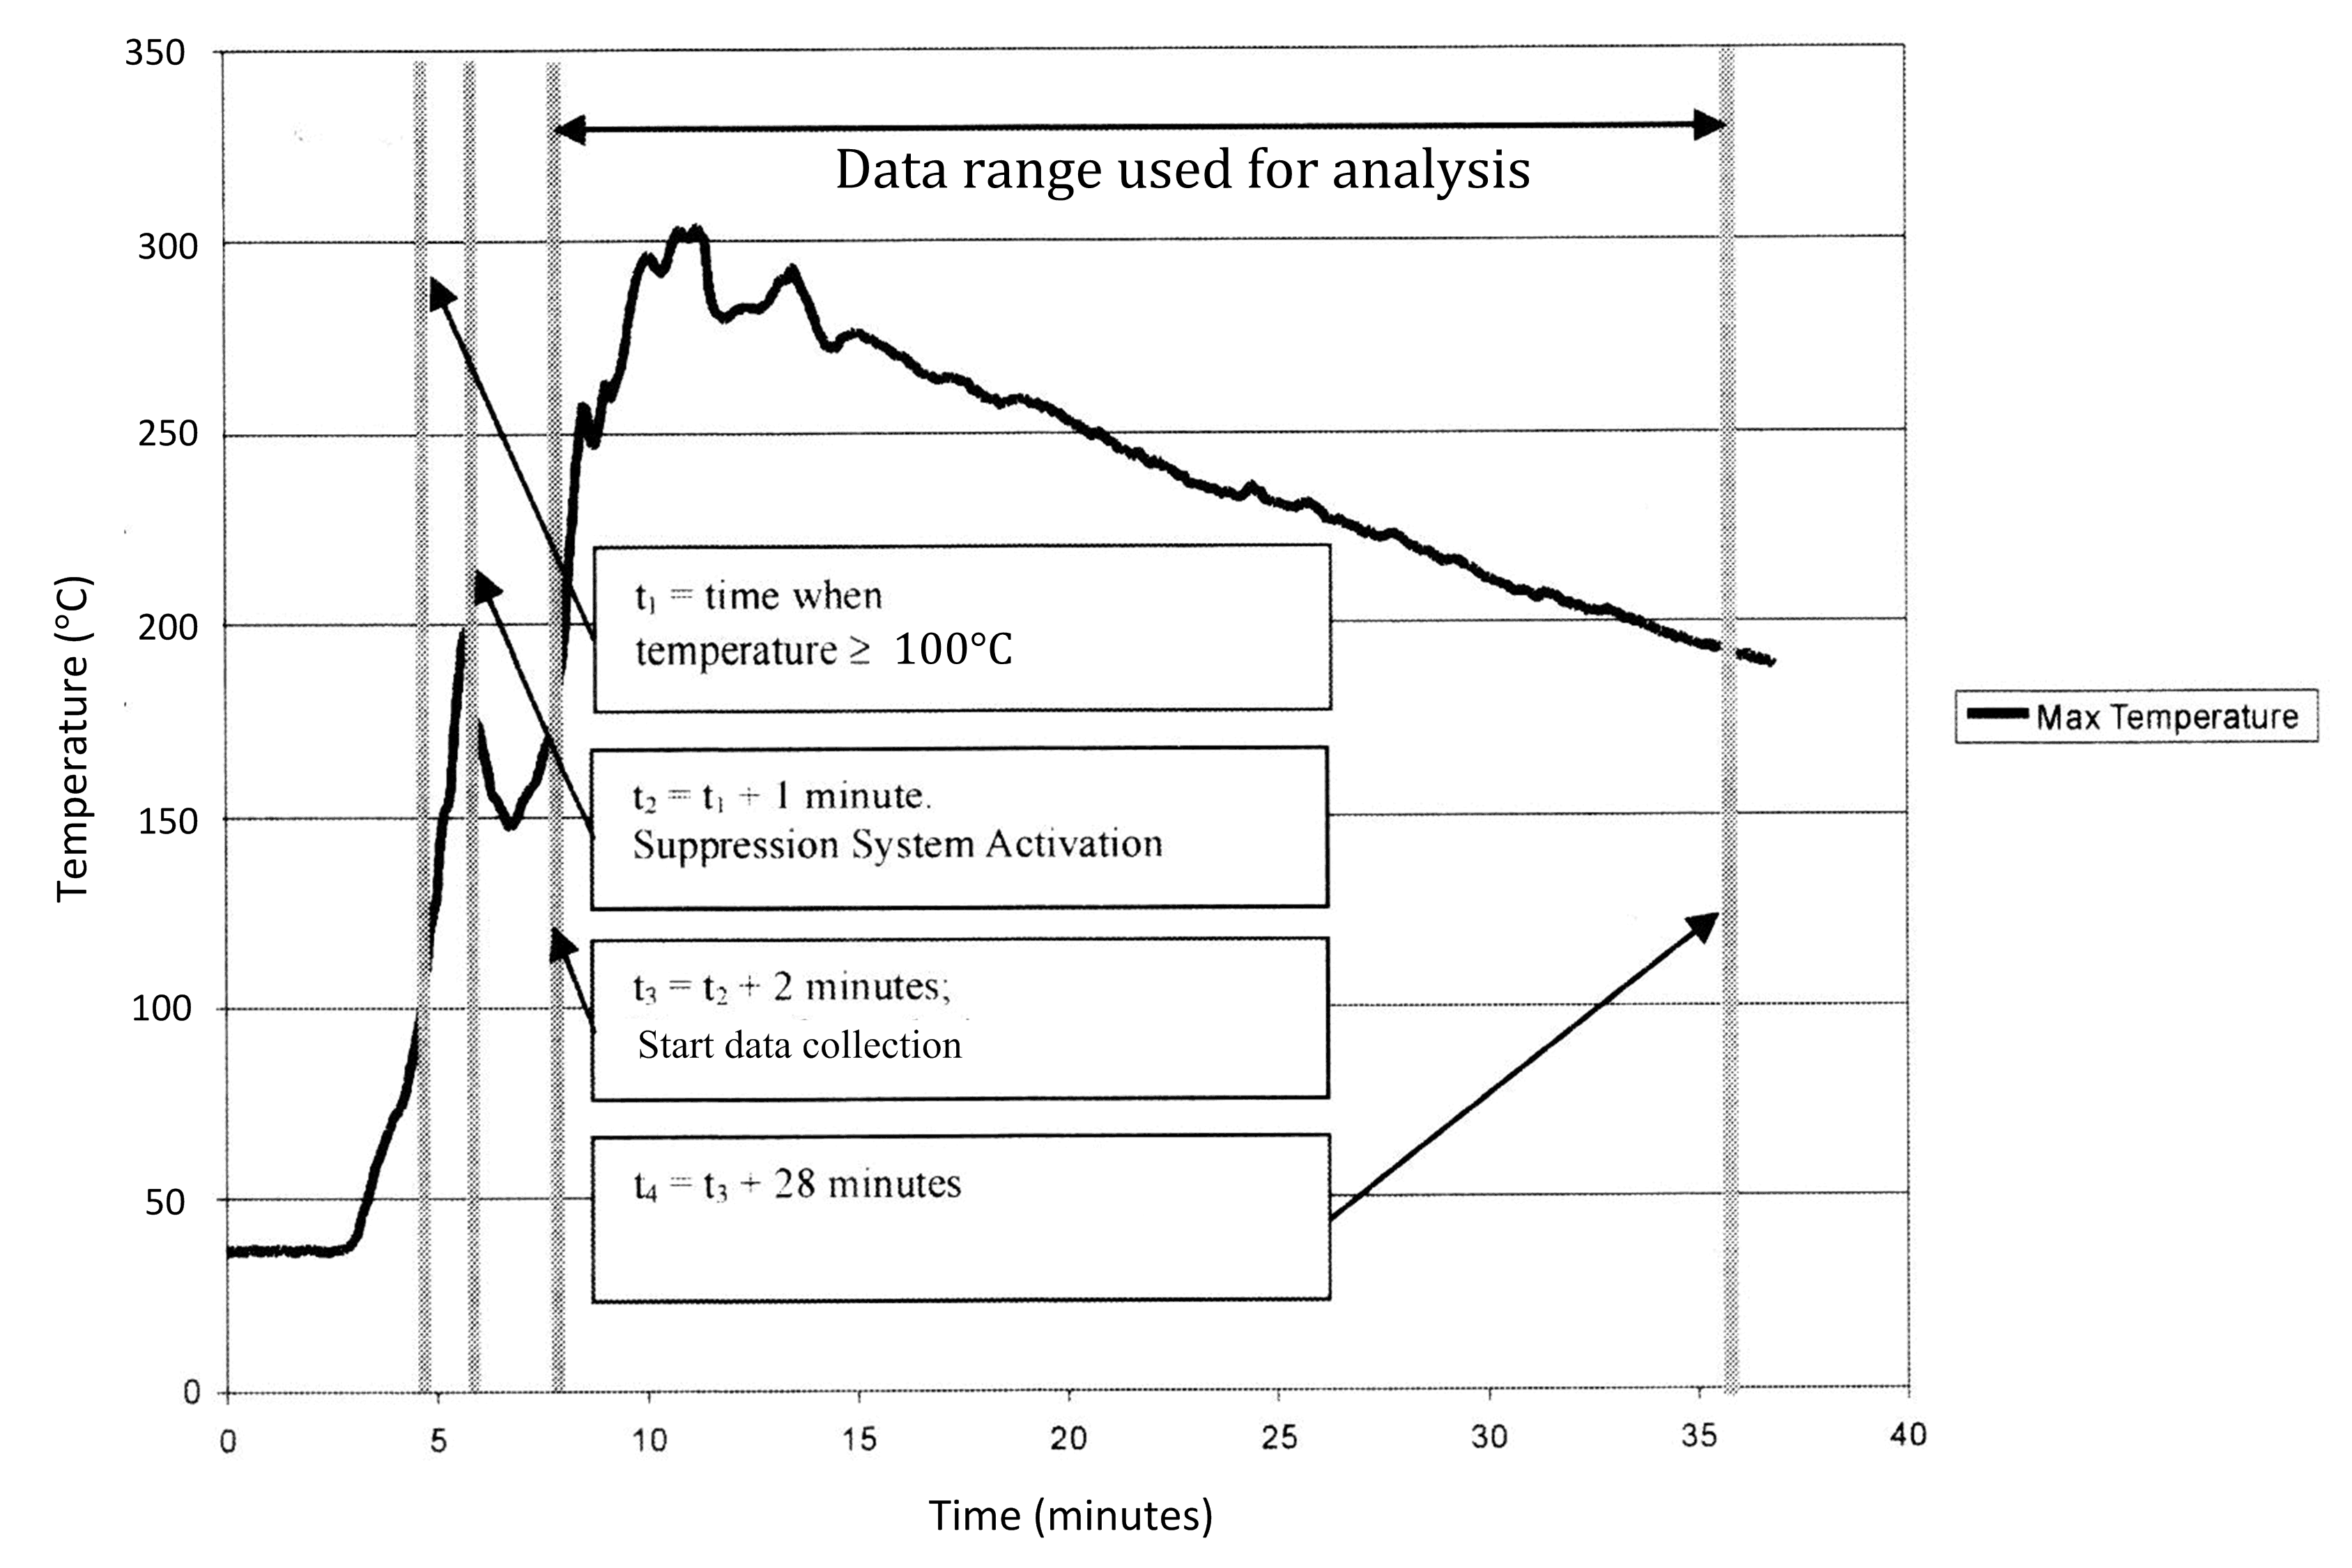 350
Data range used for analysis
300
250
t₁ = time when
temperature ≥ 100°C
200
Max Temperature
t₂ = t₁ + 1 minute.
Suppression System Activation
150
Temperature (°C)
t₃ = t₂ + 2 minutes;
Start data collection
100
t₄ = t₃ + 28 minutes
50
0
0 5 10 15 20 25 30 35 40
Time (minutes)